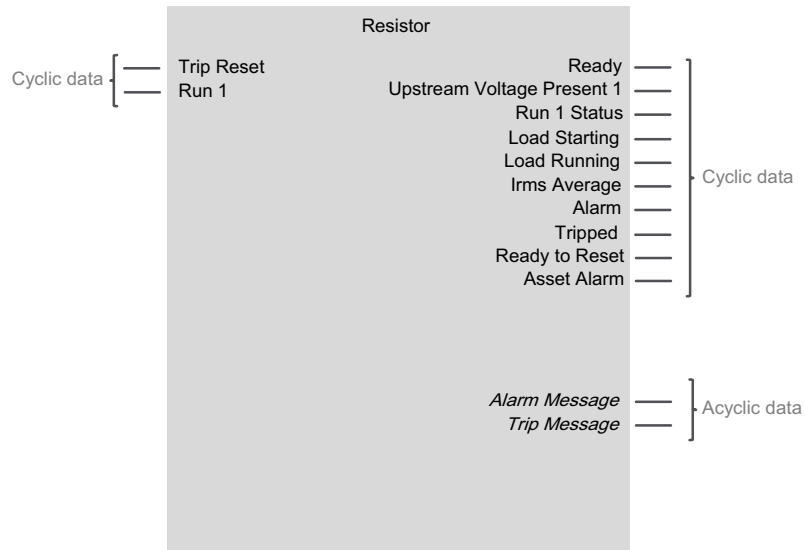 Resistor
Cyclic data
Trip Reset
Run 1
Ready
Upstream Voltage Present 1
Run 1 Status
Load Starting
Load Running
Irms Average
Alarm
Tripped
Ready to Reset
Asset Alarm
Cyclic data
Alarm Message
Trip Message
Acyclic data